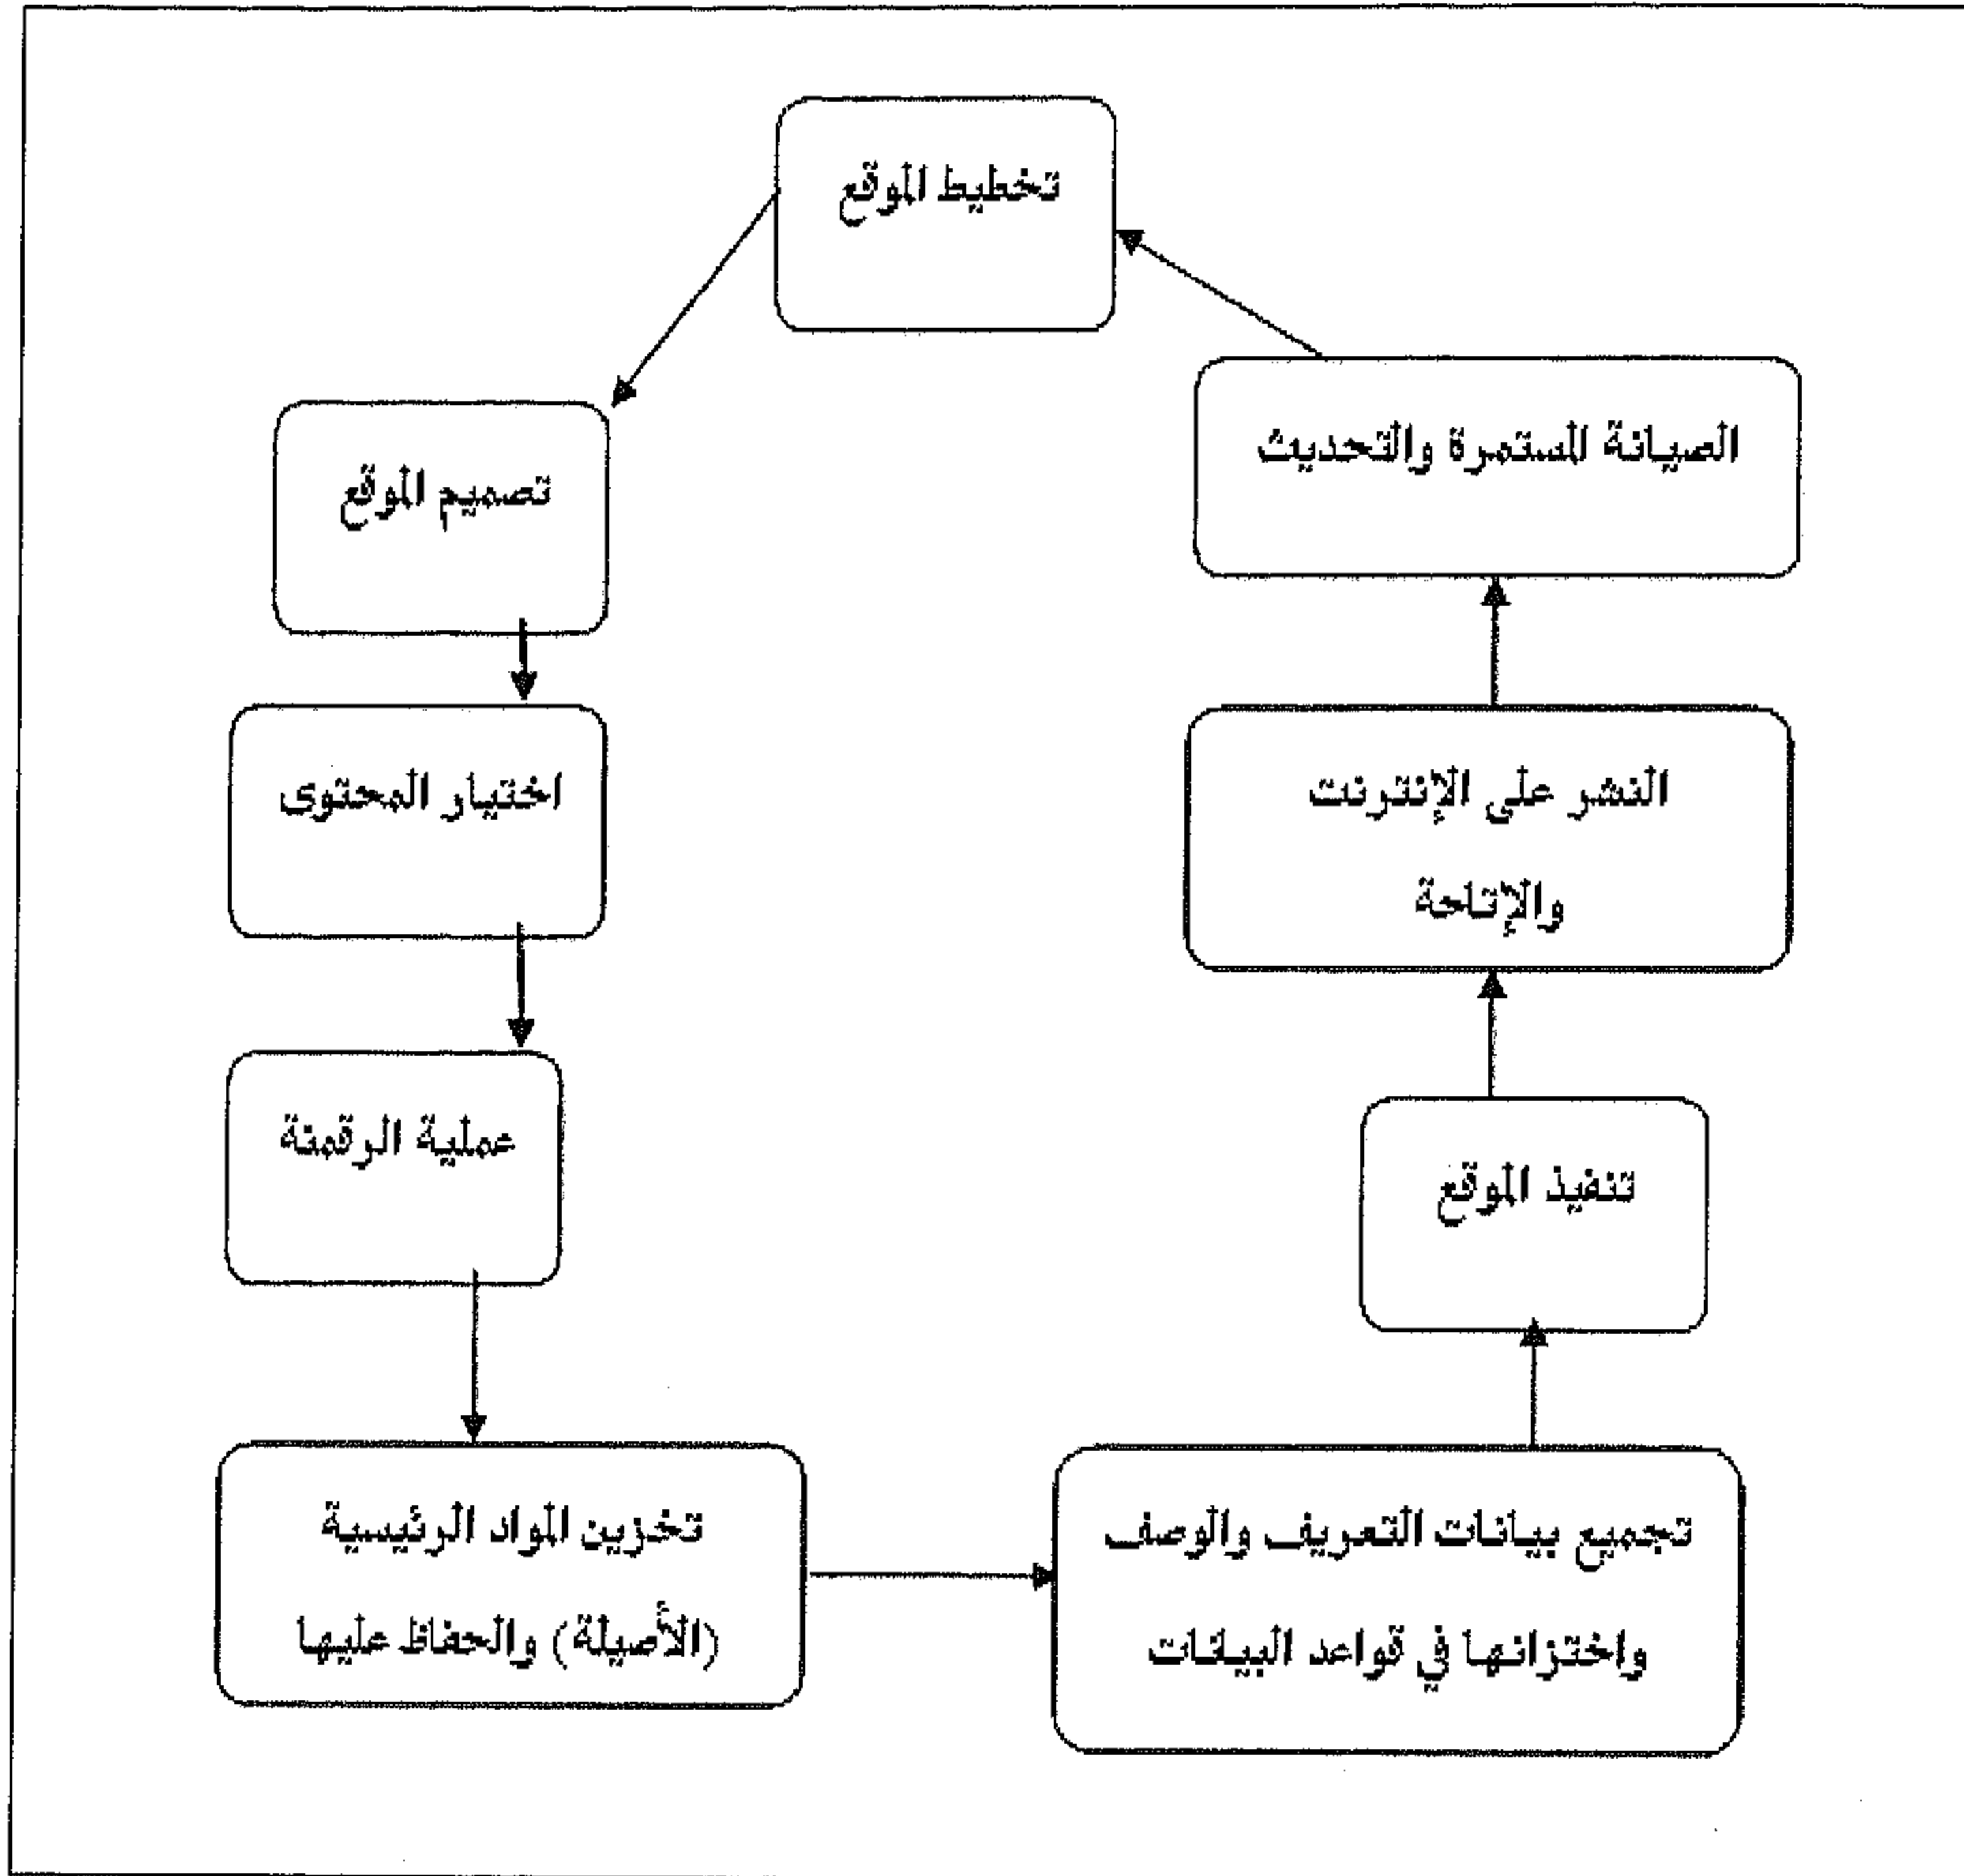 تخطيط الموقع
تصميم الموقع
اختيار المحتوى
عملية الرقمنة
تخزين المواد الرئيسية
(الأصيلة) والحفاظ عليها
تجميع بيانات التعريف والوصف
واختزانها في قواعد البيانات
تنفيذ الموقع
النشر على الإنترنت
والإتاحة
الصيانة المستمرة والتحديث